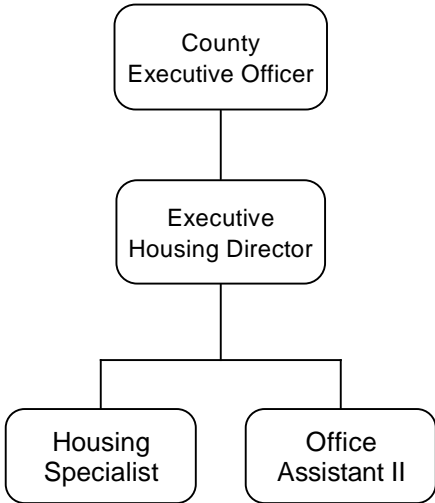 County
Executive Officer
Executive
Housing Director
Housing
Specialist
Office
Assistant II